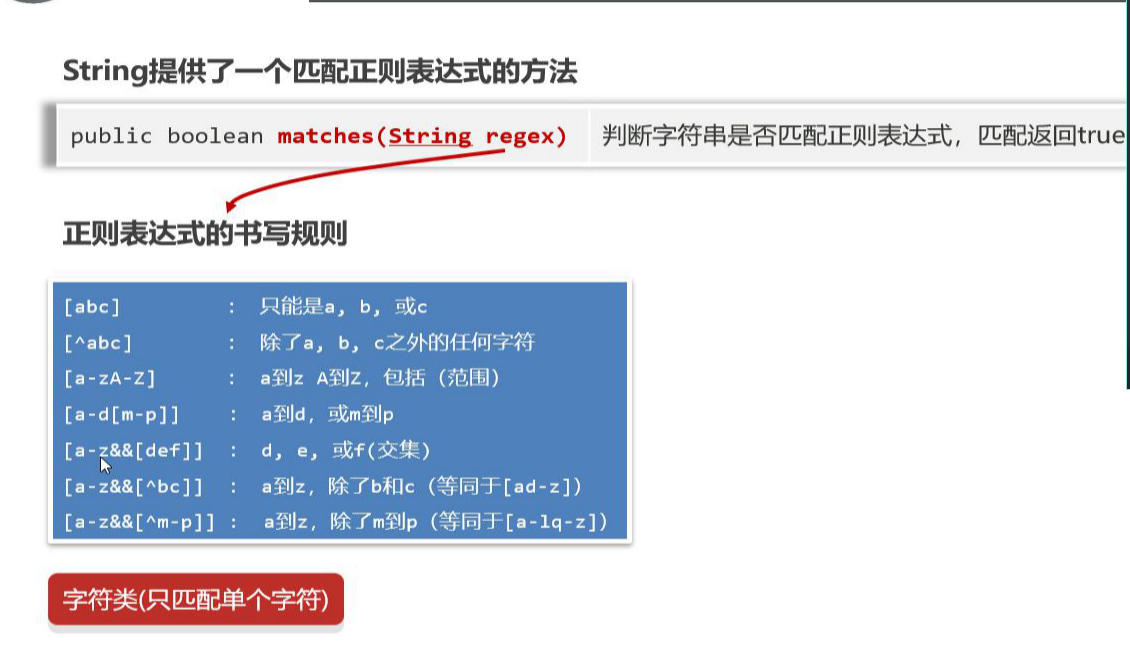 String提供了一个匹配正则表达式的方法
public boolean matches(String regex) 判断字符串是否匹配正则表达式，匹配返回true
正则表达式的书写规则
[abc] : 只能是a, b, 或c
[^abc] : 除了a, b, c之外的任何字符
[a-zA-Z] : a到z A到Z, 包括（范围）
[a-d[m-p]] : a到d, 或m到p
[a-z&&[def]] : d, e, 或f(交集)
[a-z&&[^bc]] : a到z, 除了b和c（等同于[ad-z]）
[a-z&&[^m-p]] : a到z, 除了m到p（等同于[a-lq-z]）
字符类(只匹配单个字符)